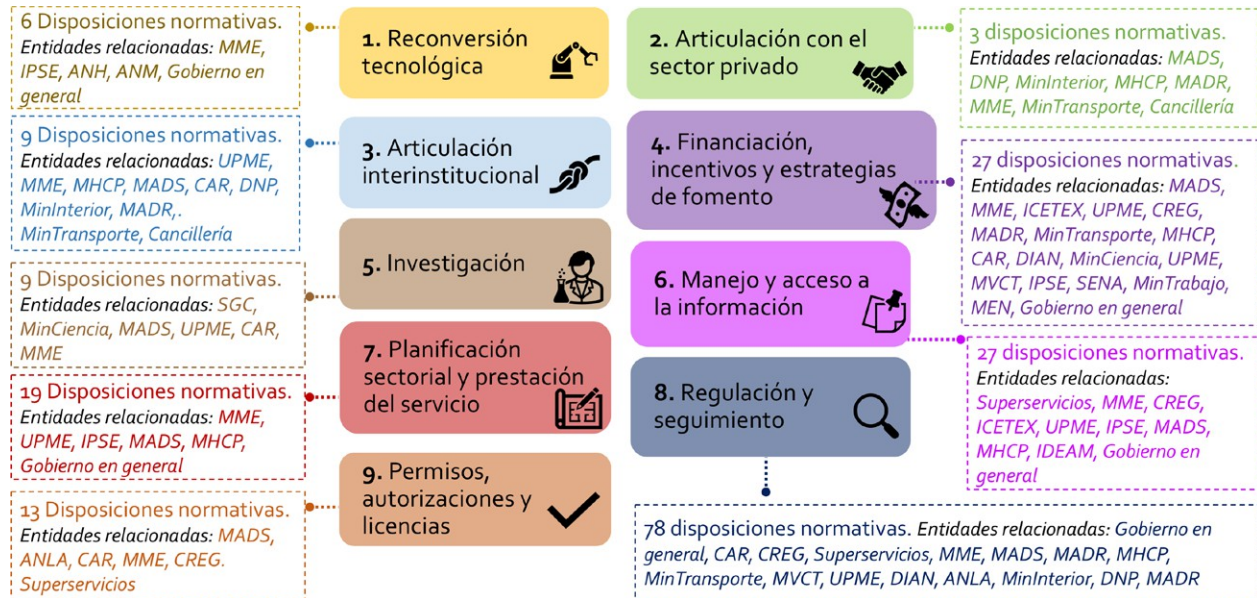 6 Disposiciones normativas.
Entidades relacionadas: MME,
IPSE, ANH, ANM, Gobierno en
general
1. Reconversión
tecnológica
2. Articulación con el
sector privado
3 disposiciones normativas.
Entidades relacionadas: MADS,
DNP, MinInterior, MHCP, MADR,
MME, MinTransporte, Cancillería
9 Disposiciones normativas.
Entidades relacionadas: UPME,
MME, MHCP, MADS, CAR, DNP,
MinInterior, MADR,.
MinTransporte, Cancillería
3. Articulación
interinstitucional
4. Financiación,
incentivos y estrategias
de fomento
27 disposiciones normativas.
Entidades relacionadas: MADS,
MME, ICETEX, UPME, CREG,
MADR, MinTransporte, MHCP,
CAR, DIAN, MinCiencia, UPME,
MVCT, IPSE, SENA, MinTrabajo,
MEN, Gobierno en general
9 Disposiciones normativas.
Entidades relacionadas: SGC,
MinCiencia, MADS, UPME, CAR,
MME
5. Investigación
6. Manejo y acceso a
la información
27 disposiciones normativas.
Entidades relacionadas:
Superservicios, MME, CREG,
ICETEX, UPME, IPSE, MADS,
MHCP, IDEAM, Gobierno en
general
19 Disposiciones normativas.
Entidades relacionadas: MME,
UPME, IPSE, MADS, MHCP,
Gobierno en general
7. Planificación
sectorial y prestación
del servicio
8. Regulación y
seguimiento
13 Disposiciones normativas.
Entidades relacionadas: MADS,
ANLA, CAR, MME, CREG.
Superservicios
9. Permisos,
autorizaciones y
licencias
78 disposiciones normativas. Entidades relacionadas: Gobierno en
general, CAR, CREG, Superservicios, MME, MADS, MADR, MHCP,
MinTransporte, MVCT, UPME, DIAN, ANLA, MinInterior, DNP, MADR